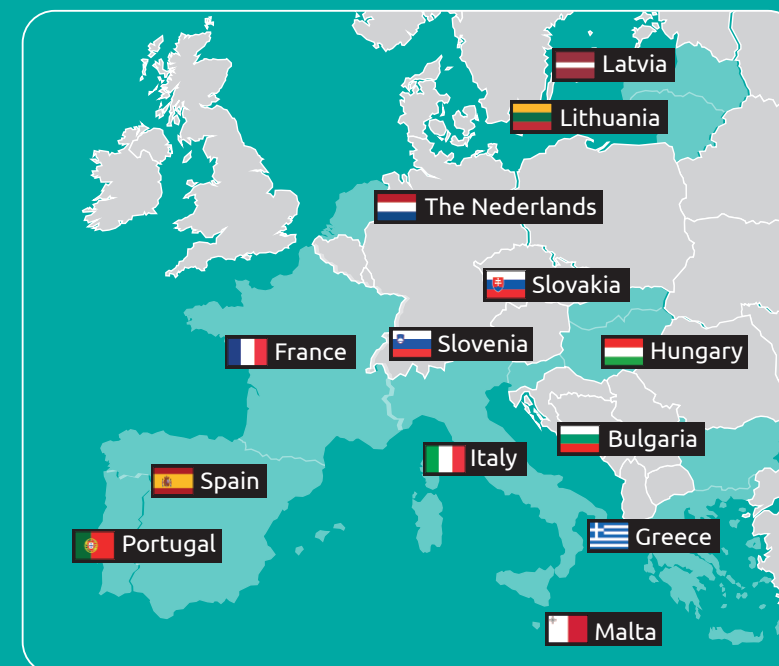 Latvia
Lithuania
The Nederlands
Slovakia
France
Slovenia
Hungary
Bulgaria
Italy
Spain
Greece
Portugal
Malta